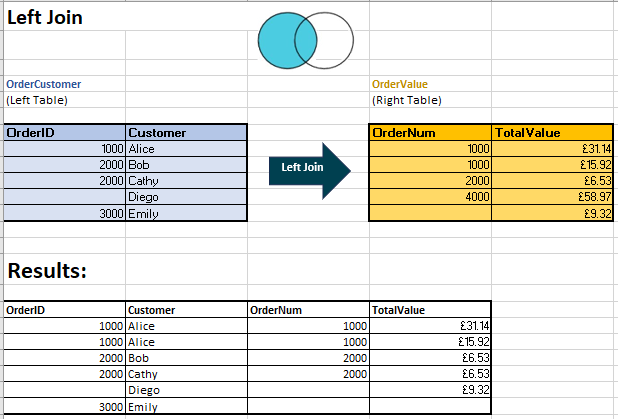 Left Join
OrderCustomer OrderValue
(Left Table) (Right Table)
OrderID Customer OrderNum TotalValue
1000 Alice 1000 £31.14
2000 Bob 1000 £15.92
2000 Cathy 2000 £6.53
Diego 4000 £58.97
3000 Emily £9.32
Left Join
Results:
OrderID Customer OrderNum TotalValue
1000 Alice 1000 £31.14
1000 Alice 1000 £15.92
2000 Bob 2000 £6.53
2000 Cathy 2000 £6.53
Diego £9.32
3000 Emily